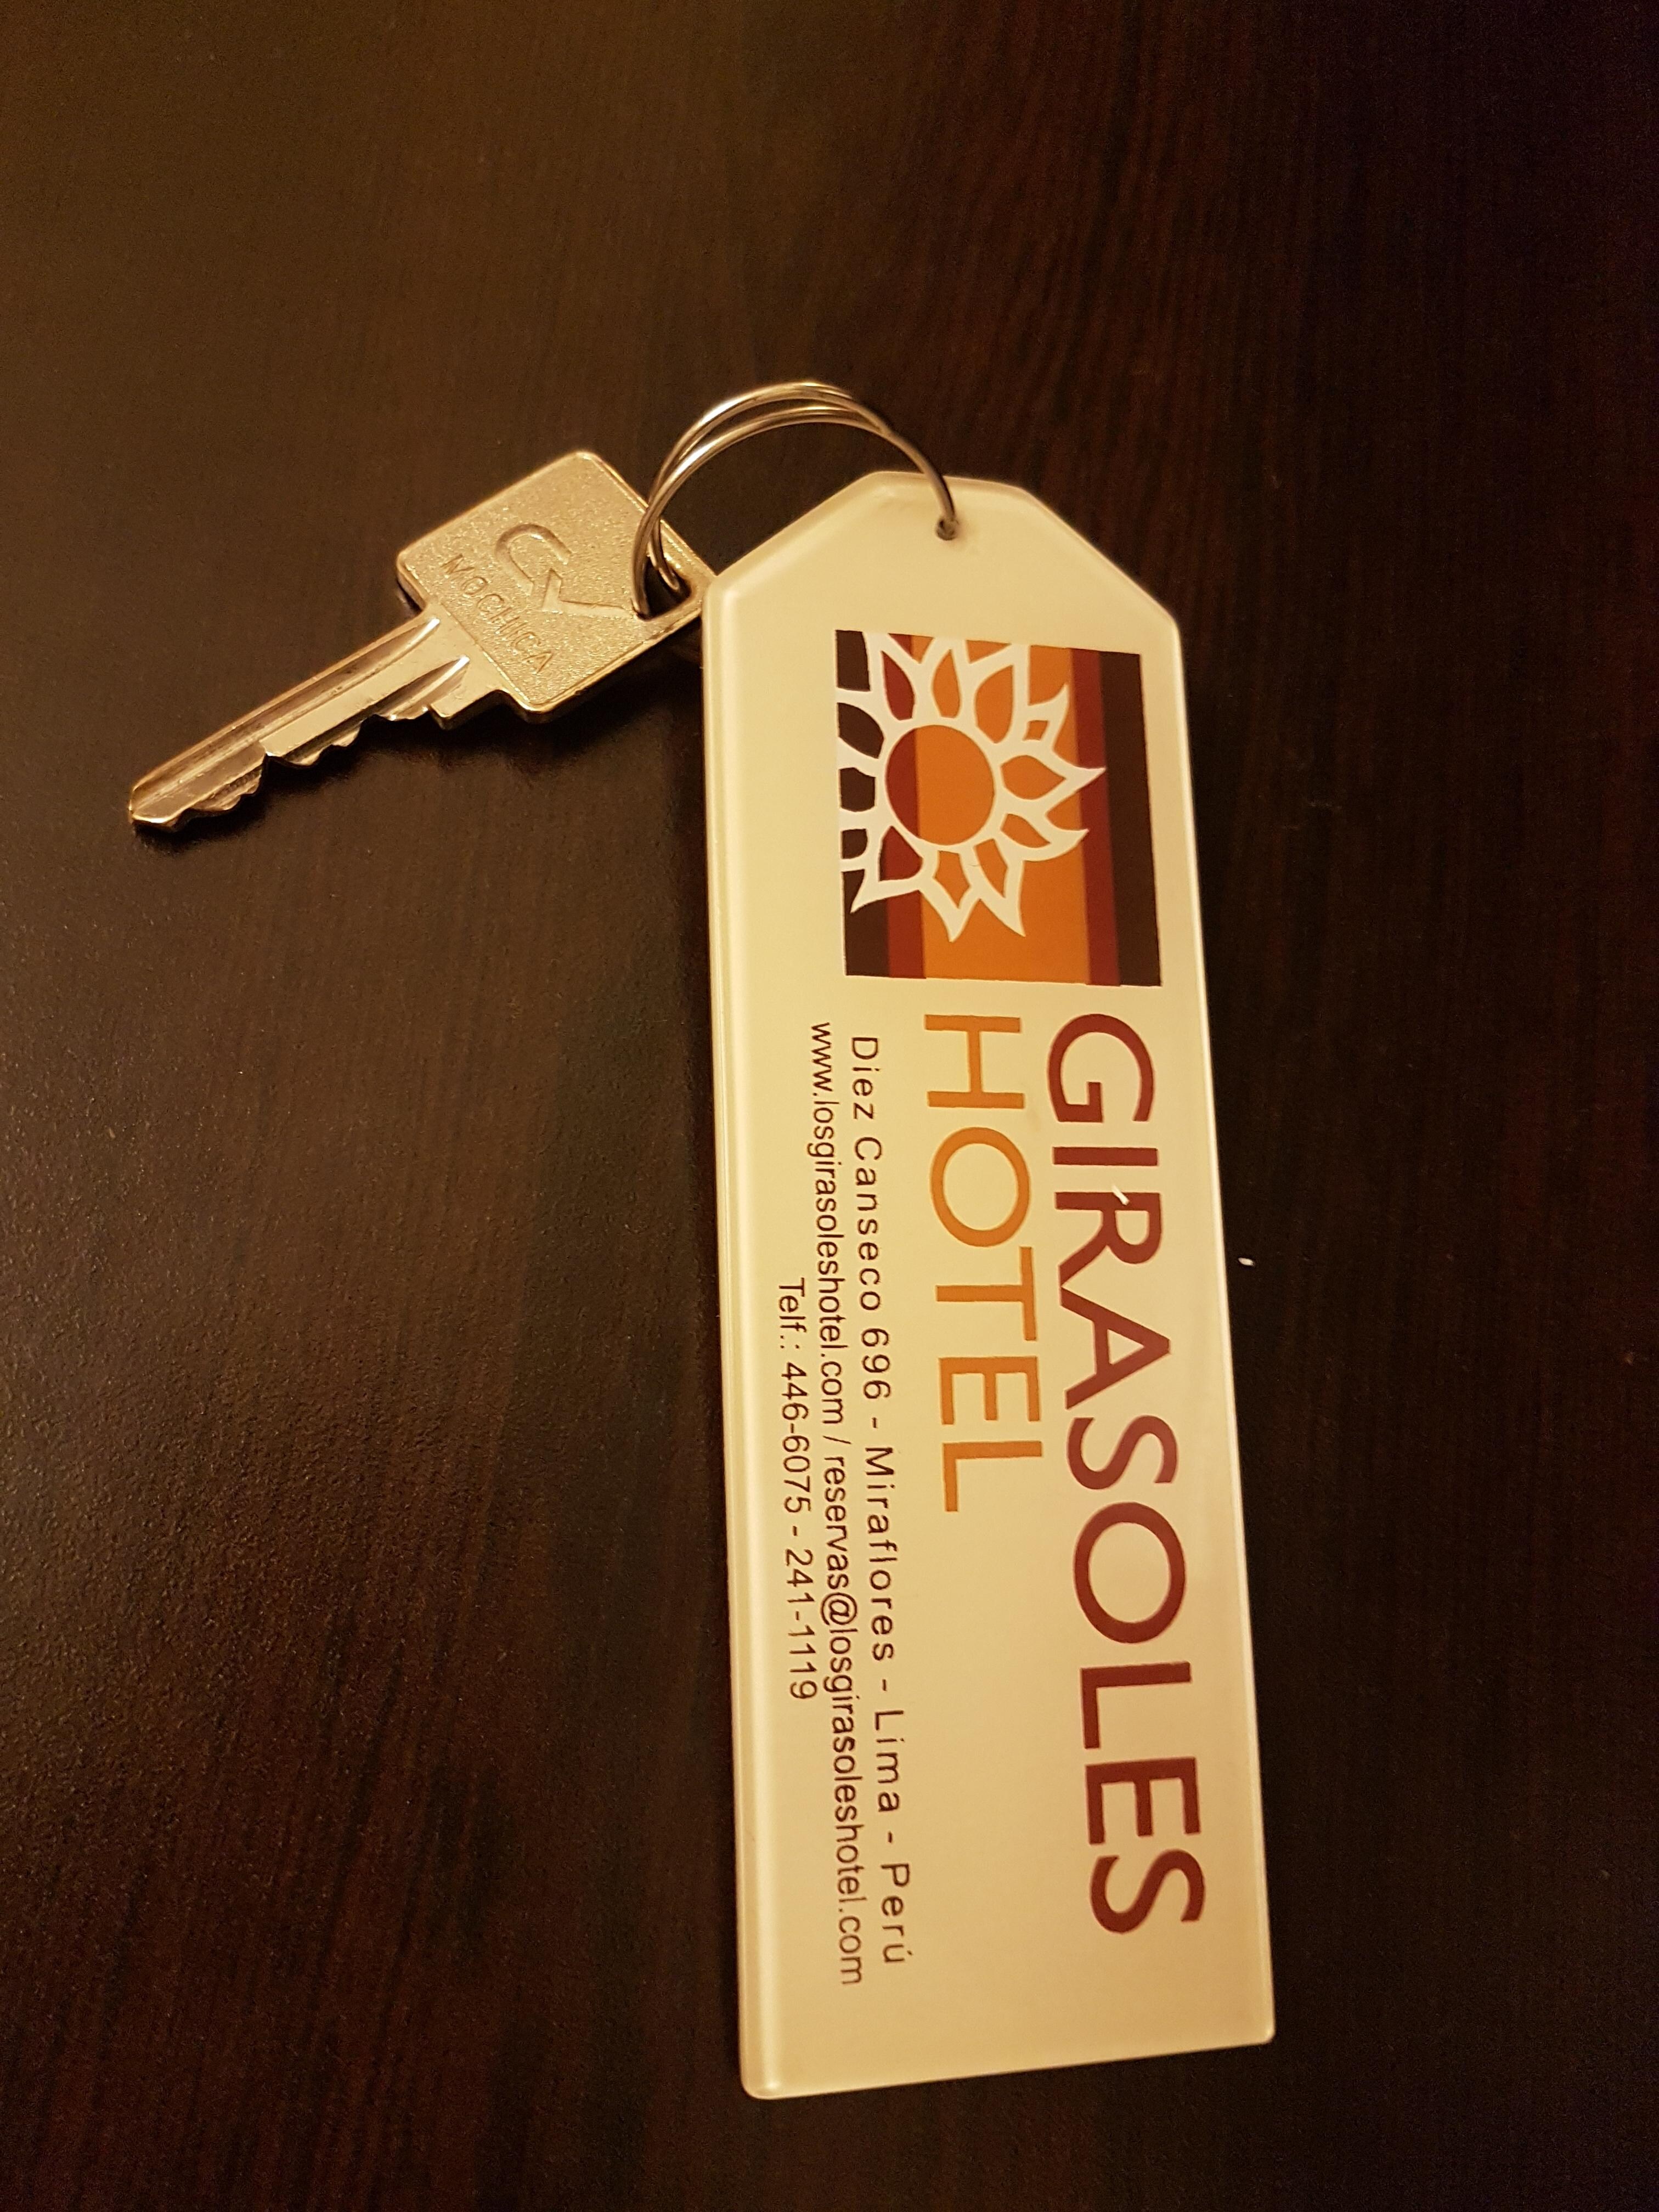 GIRASOLES
HOTEL
Diez Canseco 696 - Miraflores - Lima - Perú
www.losgirasoleshotel.com / reservas@losgirasoleshotel.com
Telf.: 446-6075 - 241-1119
MOCHICA